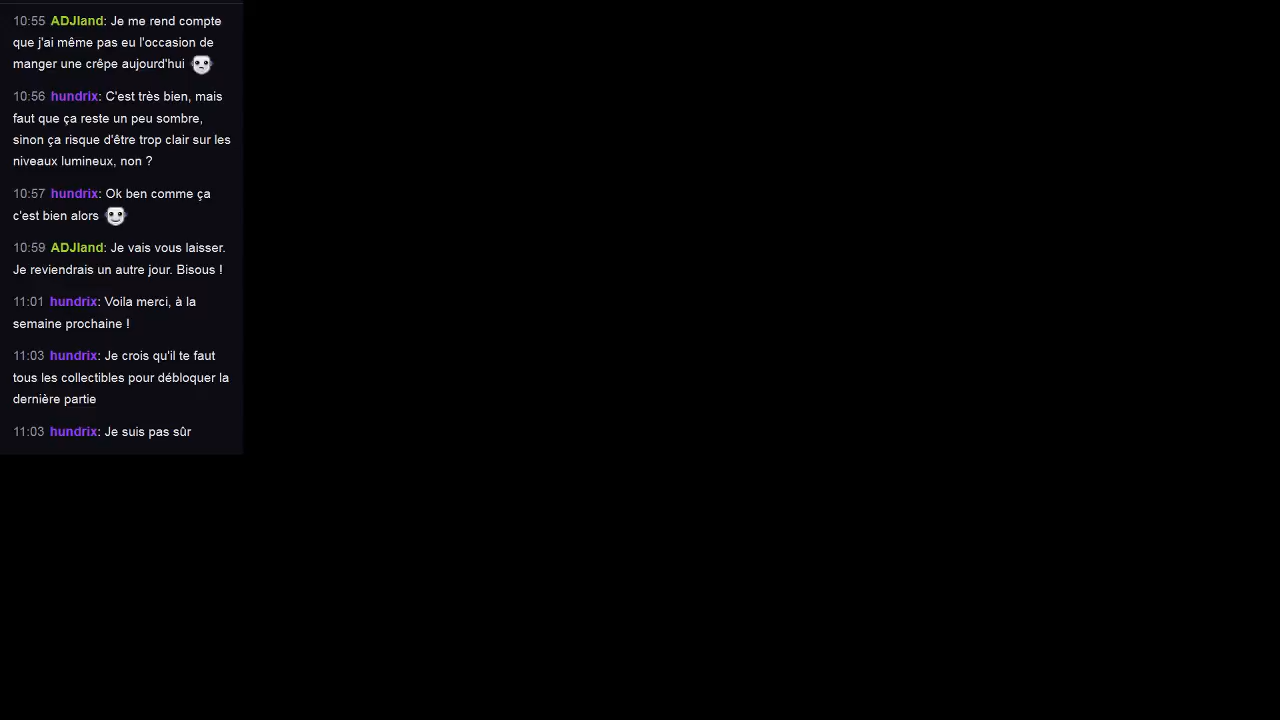 10:55 ADJland: Je me rend compte
que j'ai même pas eu l'occasion de
manger une crêpe aujourd'hui
10:56 hundrix: C'est très bien, mais
faut que ça reste un peu sombre,
sinon ça risque d'être trop clair sur les
niveaux lumineux, non ?
10:57 hundrix: Ok ben comme ça
c'est bien alors
10:59 ADJland: Je vais vous laisser.
Je reviendrais un autre jour. Bisous !
11:01 hundrix: Voila merci, à la
semaine prochaine !
11:03 hundrix: Je crois qu'il te faut
tous les collectibles pour débloquer la
dernière partie
11:03 hundrix: Je suis pas sûr